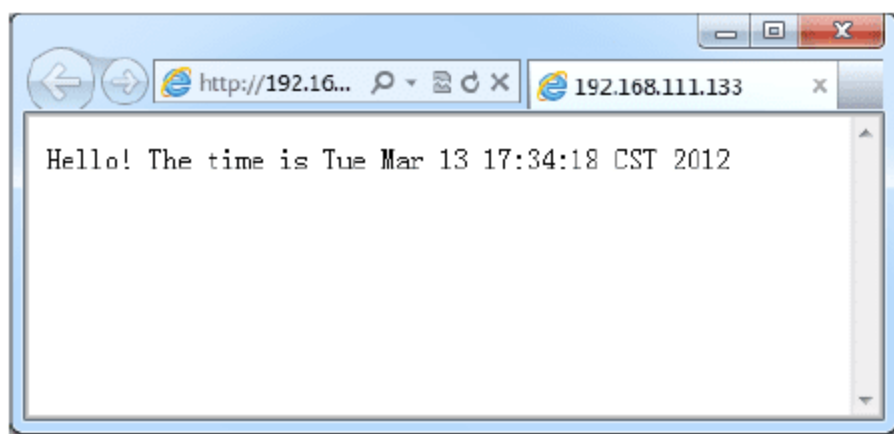 http://192.16...
192.168.111.133
Hello! The time is Tue Mar 13 17:34:18 CST 2012